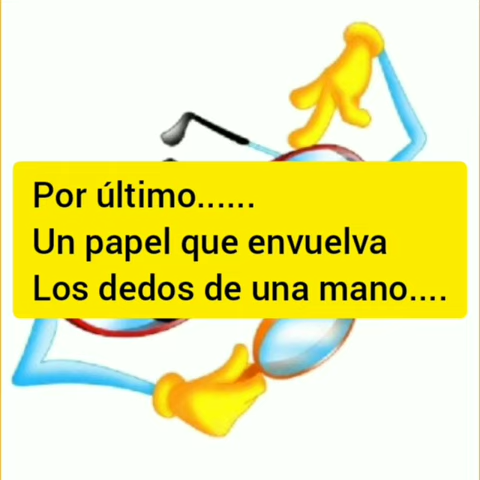 Por último......
Un papel que envuelva
Los dedos de una mano....